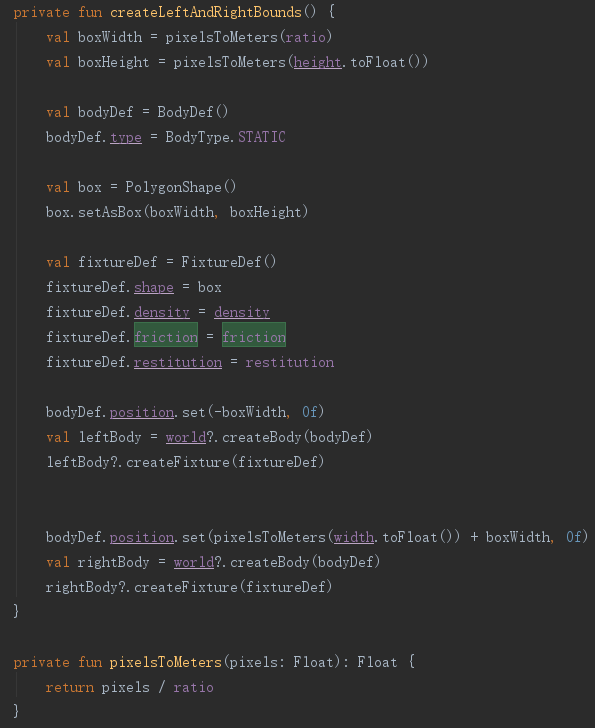 private fun createLeftAndRightBounds() {
    val boxWidth = pixelsToMeters(ratio)
    val boxHeight = pixelsToMeters(height.toFloat())

    val bodyDef = BodyDef()
    bodyDef.type = BodyType.STATIC

    val box = PolygonShape()
    box.setAsBox(boxWidth, boxHeight)

    val fixtureDef = FixtureDef()
    fixtureDef.shape = box
    fixtureDef.density = density
    fixtureDef.friction = friction
    fixtureDef.restitution = restitution

    bodyDef.position.set(-boxWidth, 0f)
    val leftBody = world?.createBody(bodyDef)
    leftBody?.createFixture(fixtureDef)


    bodyDef.position.set(pixelsToMeters(width.toFloat()) + boxWidth, 0f)
    val rightBody = world?.createBody(bodyDef)
    rightBody?.createFixture(fixtureDef)
}

private fun pixelsToMeters(pixels: Float): Float {
    return pixels / ratio
}